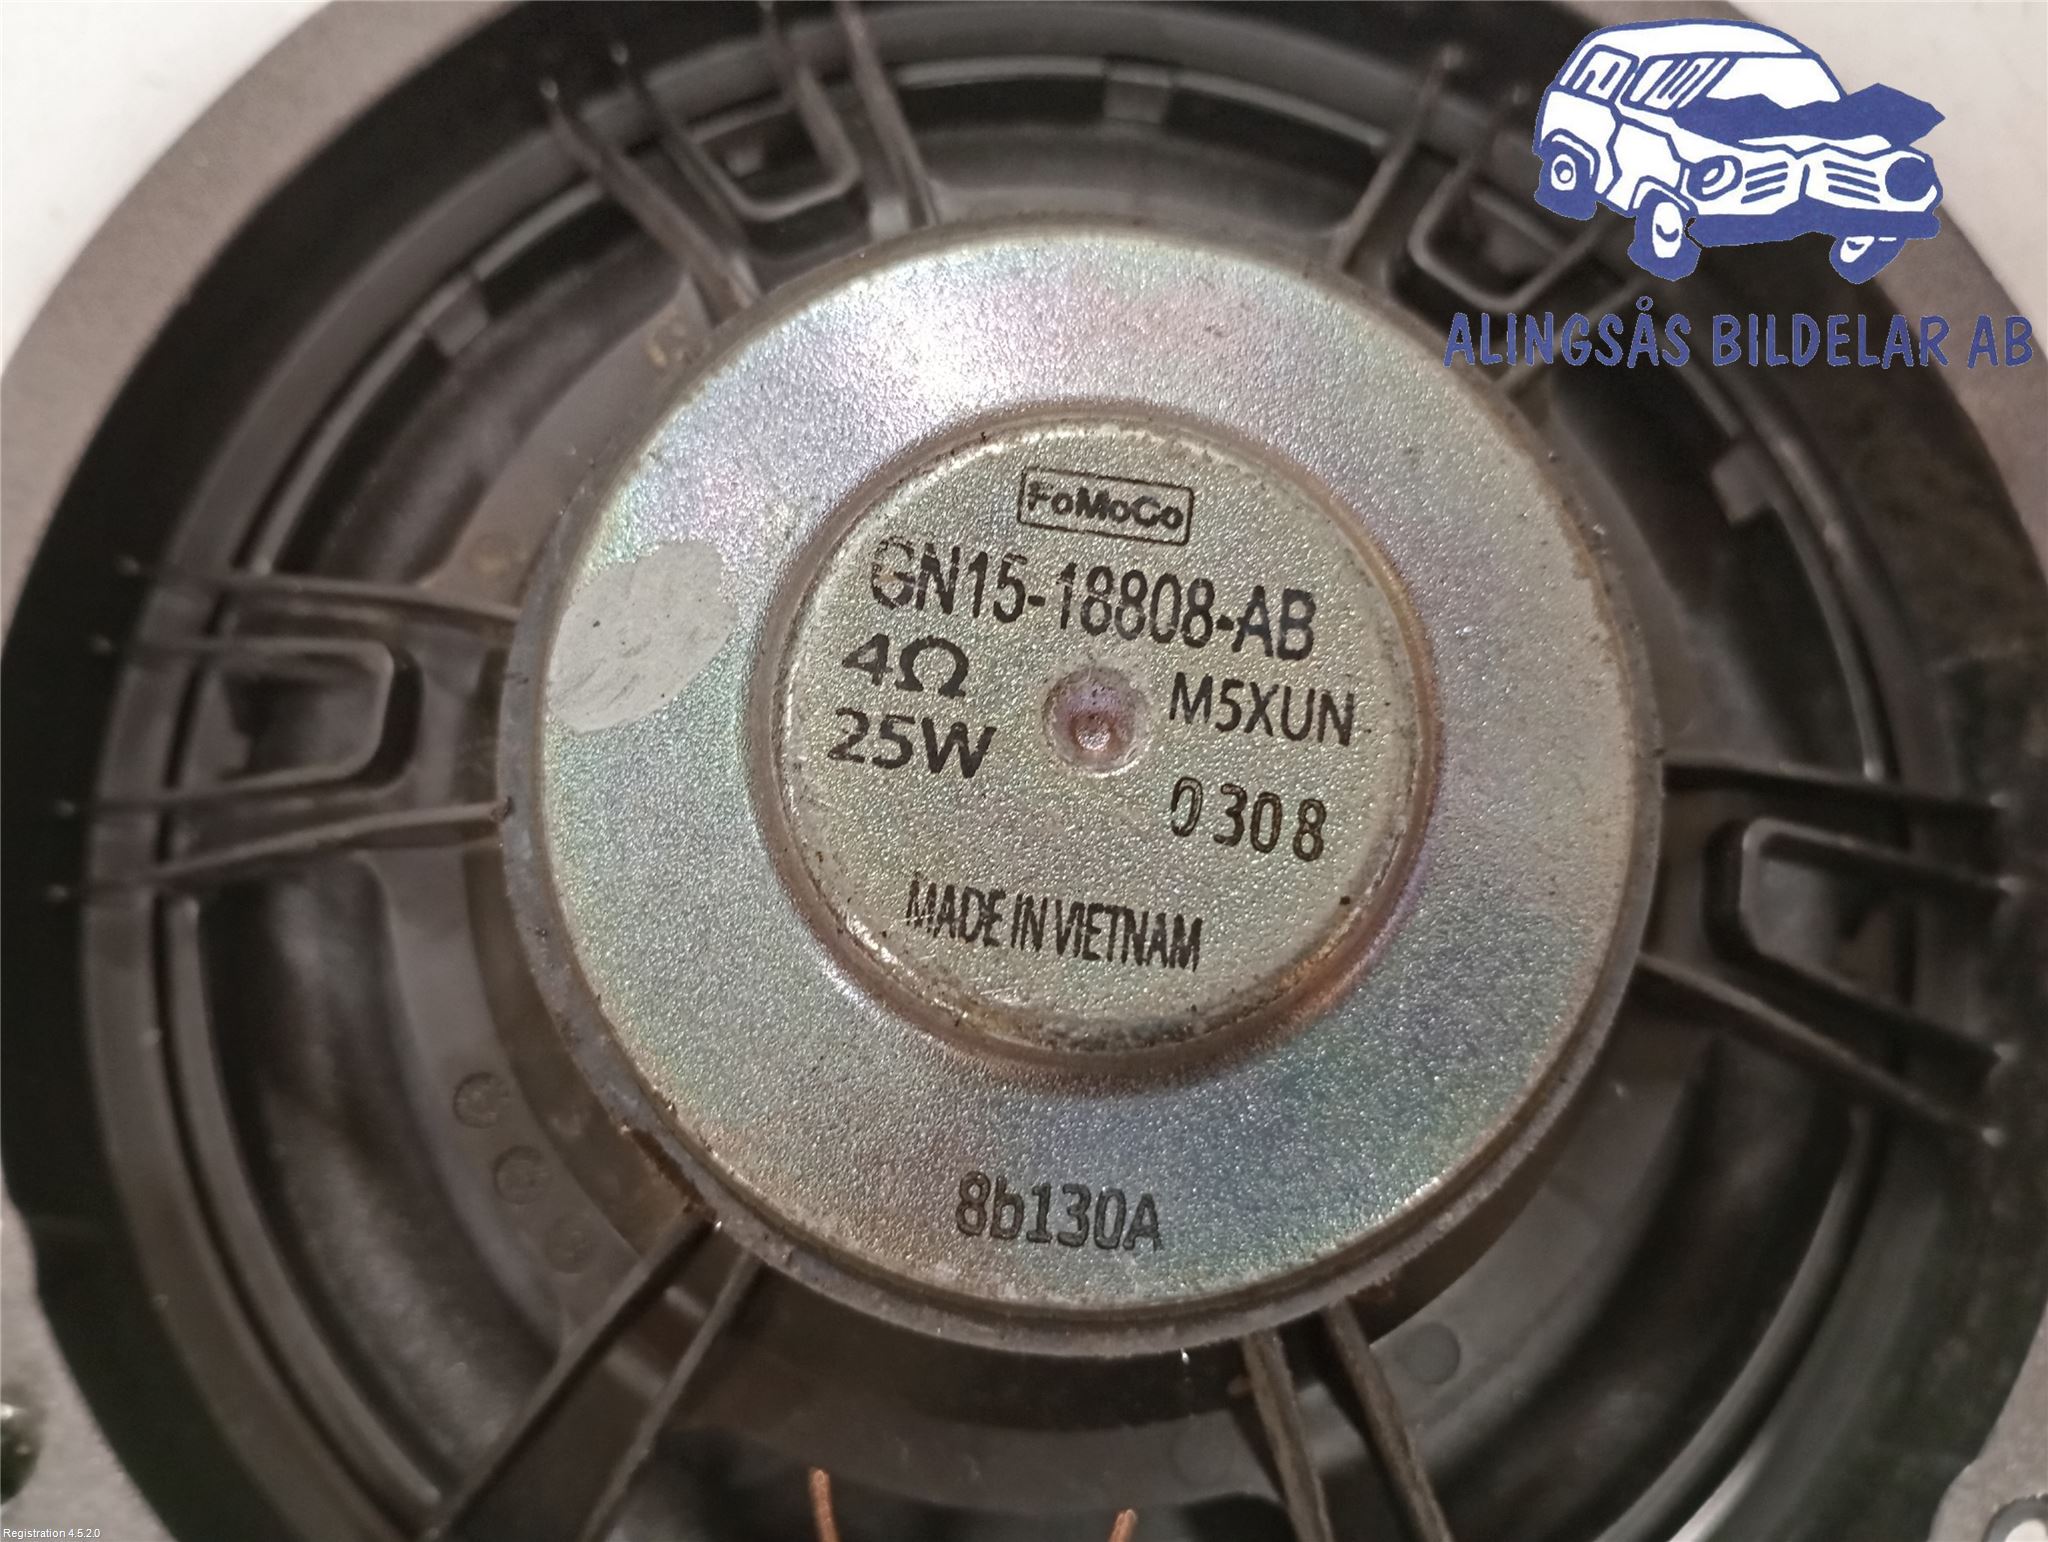 ALINGSÅS BILDELAR AB
FoMoCo
GN15-18808-AB
4Ω
M5XUN
25W
0308
MADE IN VIETNAM
8b130A
Registration 4.5.2.0